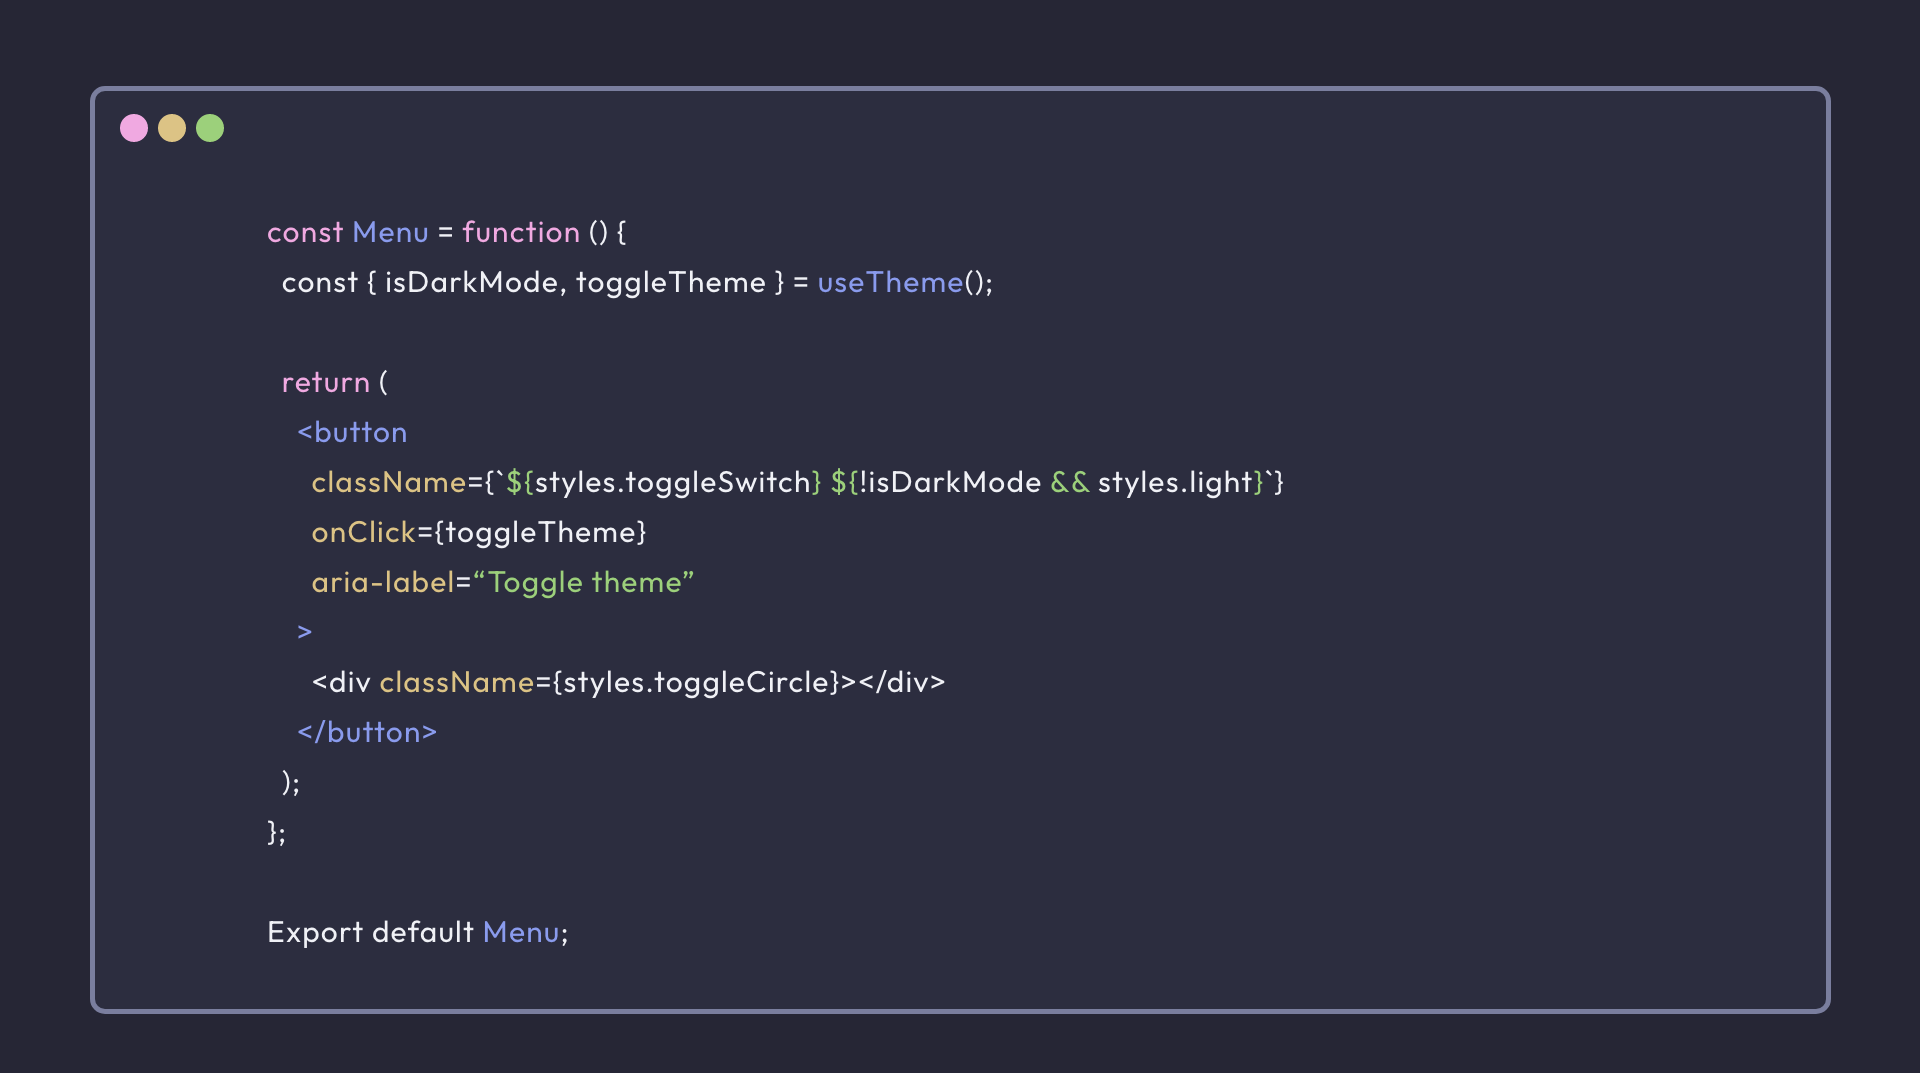 const Menu = function () {
const { isDarkMode, toggleTheme } = useTheme();
return (
<button
className={`${styles.toggleSwitch} ${!isDarkMode && styles.light}`}
onClick={toggleTheme}
aria-label=“Toggle theme”
>
<div className={styles.toggleCircle}></div>
</button>
);
};
Export default Menu;